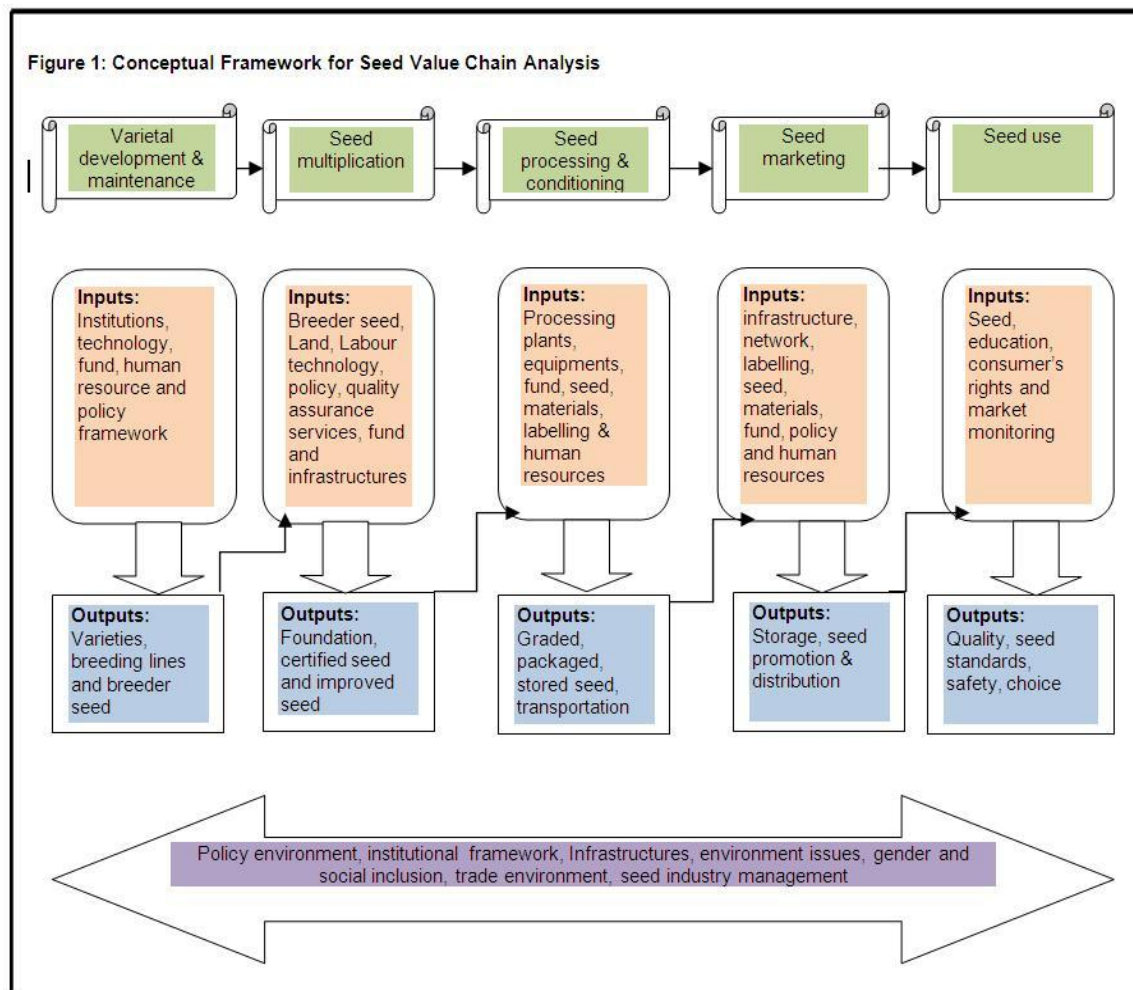 Figure 1: Conceptual Framework for Seed Value Chain Analysis
Varietal
development &
maintenance
Seed
multiplication
Seed
processing &
conditioning
Seed
marketing
Seed use
Inputs:
Institutions,
technology,
fund, human
resource and
policy
framework
Inputs:
Breeder seed,
Land, Labour
technology,
policy, quality
assurance
services, fund
and
infrastructures
Inputs:
Processing
plants,
equipments,
fund, seed,
materials,
labelling &
human
resources
Inputs:
infrastructure,
network,
labelling,
seed,
materials,
fund, policy
and human
resources
Inputs:
Seed,
education,
consumer's
rights and
market
monitoring
Outputs:
Varieties,
breeding lines
and breeder
seed
Outputs:
Foundation,
certified seed
and improved
seed
Outputs:
Graded,
packaged,
stored seed,
transportation
Outputs:
Storage, seed
promotion &
distribution
Outputs:
Quality, seed
standards,
safety, choice
Policy environment, institutional framework, Infrastructures, environment issues, gender and
social inclusion, trade environment, seed industry management